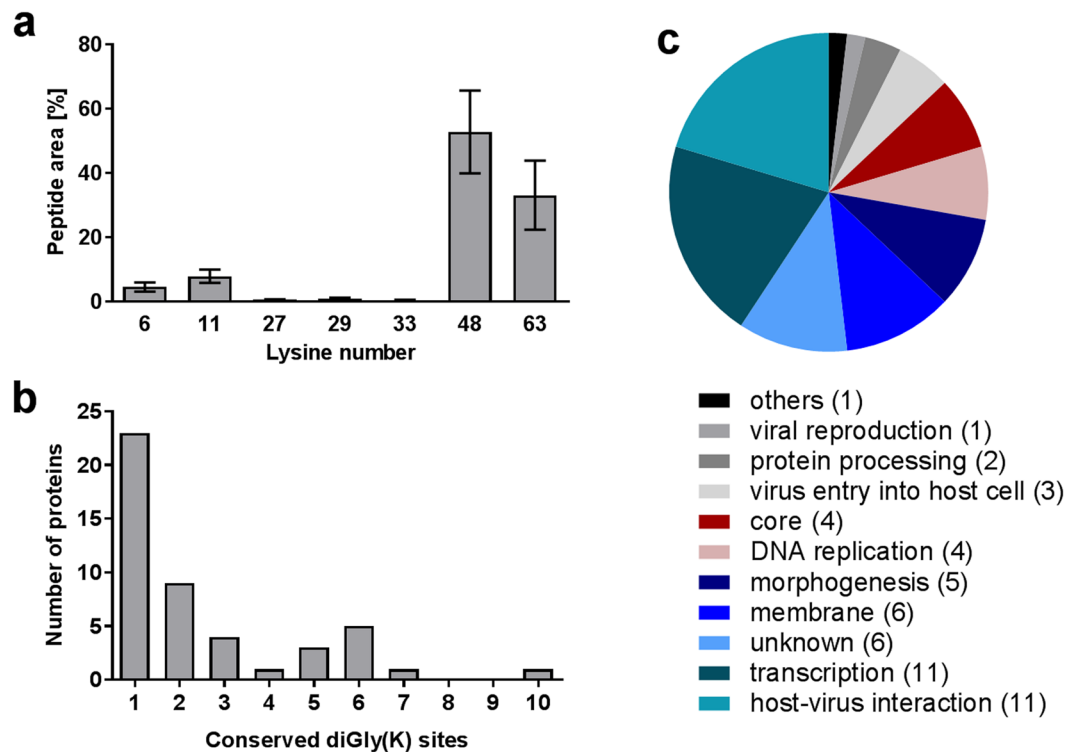 a
Peptide area [%]
80
60
40
20
0
6 11 27 29 33 48 63
Lysine number
b
Number of proteins
25
20
15
10
5
0
1 2 3 4 5 6 7 8 9 10
Conserved diGly(K) sites
c
others (1)
viral reproduction (1)
protein processing (2)
virus entry into host cell (3)
core (4)
DNA replication (4)
morphogenesis (5)
membrane (6)
unknown (6)
transcription (11)
host-virus interaction (11)